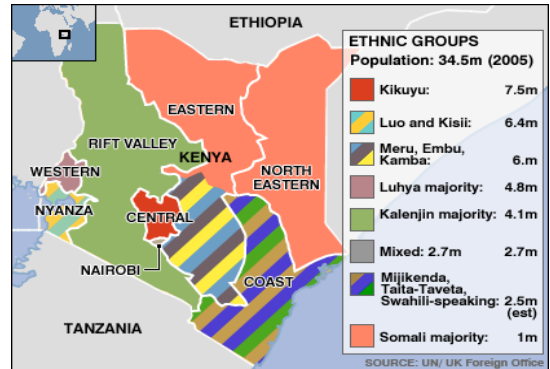 ETHIOPIA
EASTERN
RIFT VALLEY
KENYA
WESTERN
NORTH
EASTERN
NYANZA
CENTRAL
NAIROBI
COAST
TANZANIA
ETHNIC GROUPS
Population: 34.5m (2005)
Kikuyu: 7.5m
Luo and Kisii: 6.4m
Meru, Embu,
Kamba: 6.m
Luhya majority: 4.8m
Kalenjin majority: 4.1m
Mixed: 2.7m 2.7m
Mijikenda,
Taita-Taveta,
Swahili-speaking: 2.5m
(est)
Somali majority: 1m
SOURCE: UN/ UK Foreign Office